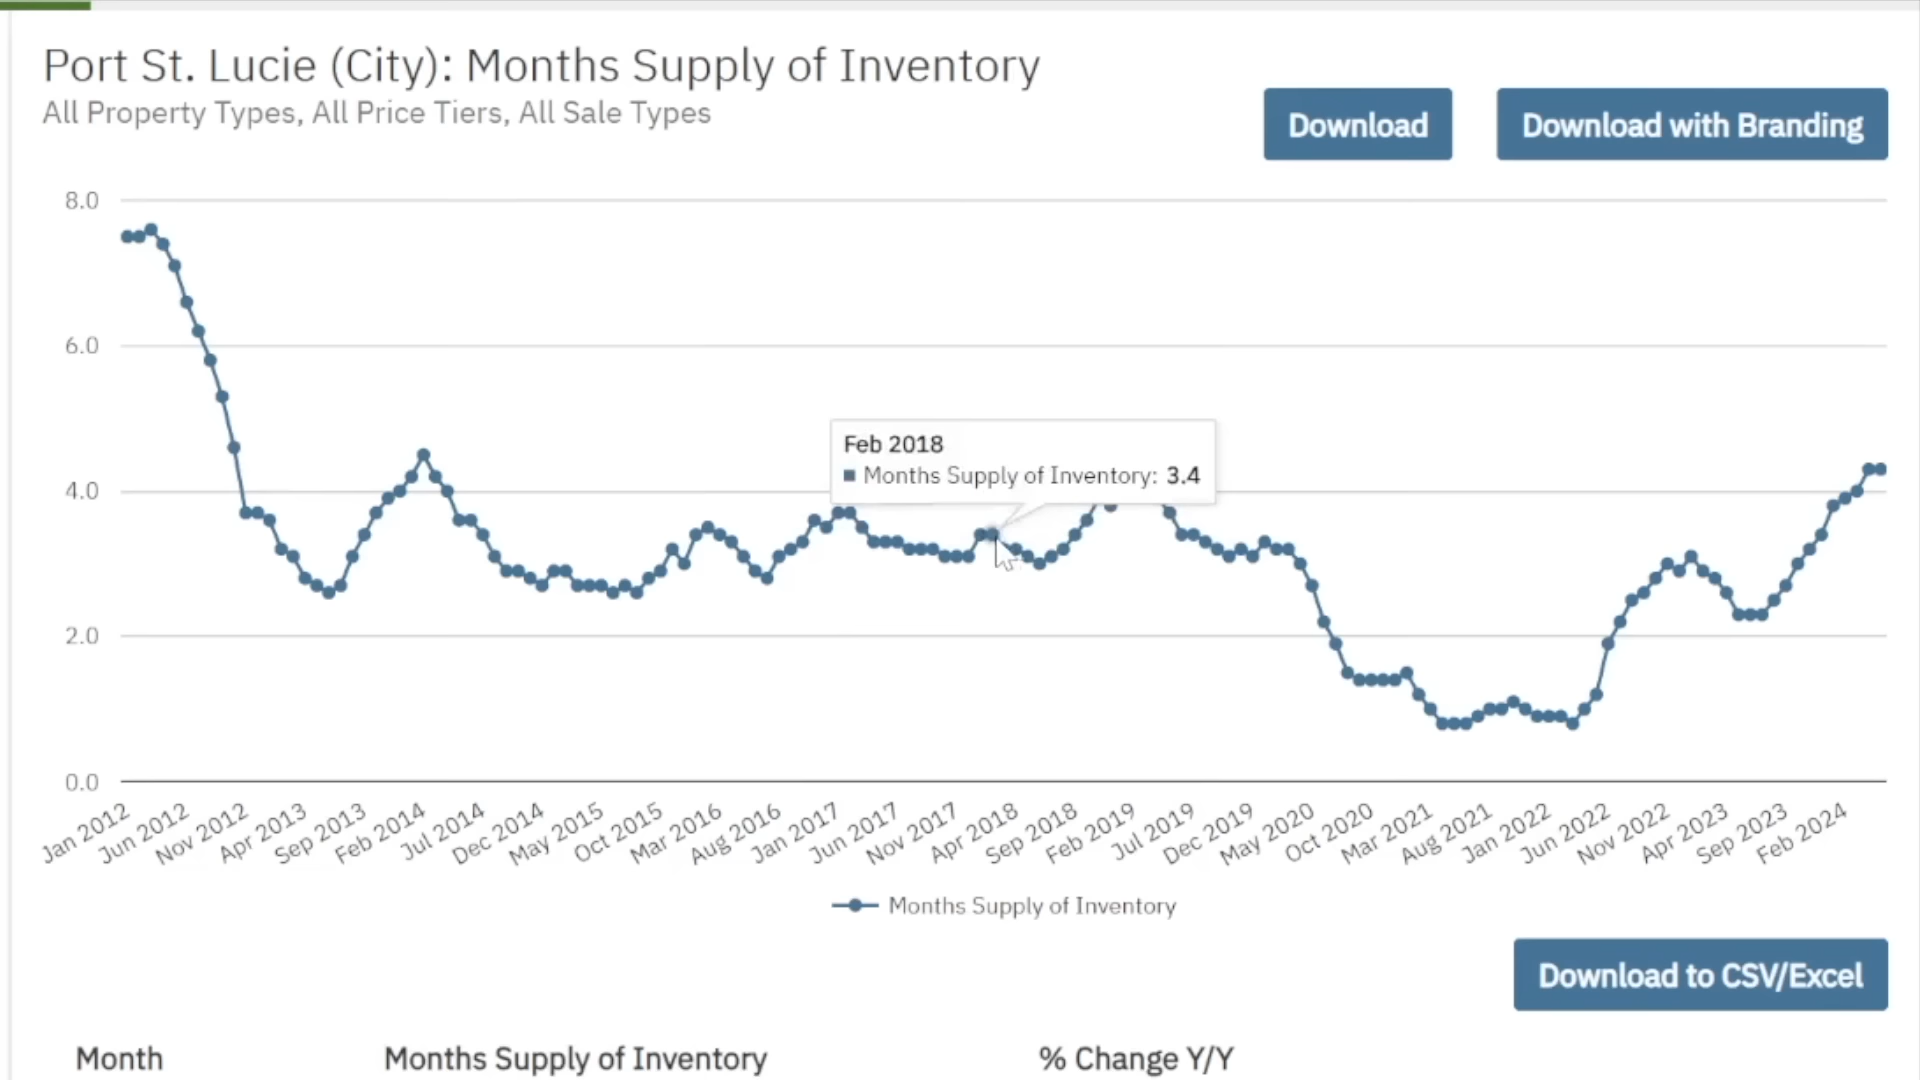 Port St. Lucie (City): Months Supply of Inventory
All Property Types, All Price Tiers, All Sale Types
Download
Download with Branding
8.0
6.0
Feb 2018
Months Supply of Inventory: 3.4
4.0
2.0
0.0
Jan 2012
Jun 2012
Nov 2012
Apr 2013
Sep 2013
Feb 2014
Jul 2014
Dec 2014
May 2015
Oct 2015
Mar 2016
Aug 2016
Jan 2017
Jun 2017
Nov 2017
Apr 2018
Sep 2018
Feb 2019
Jul 2019
Dec 2019
May 2020
Oct 2020
Mar 2021
Aug 2021
Jan 2022
Jun 2022
Nov 2022
Apr 2023
Sep 2023
Feb 2024
Months Supply of Inventory
Download to CSV/Excel
Month
Months Supply of Inventory
% Change Y/Y